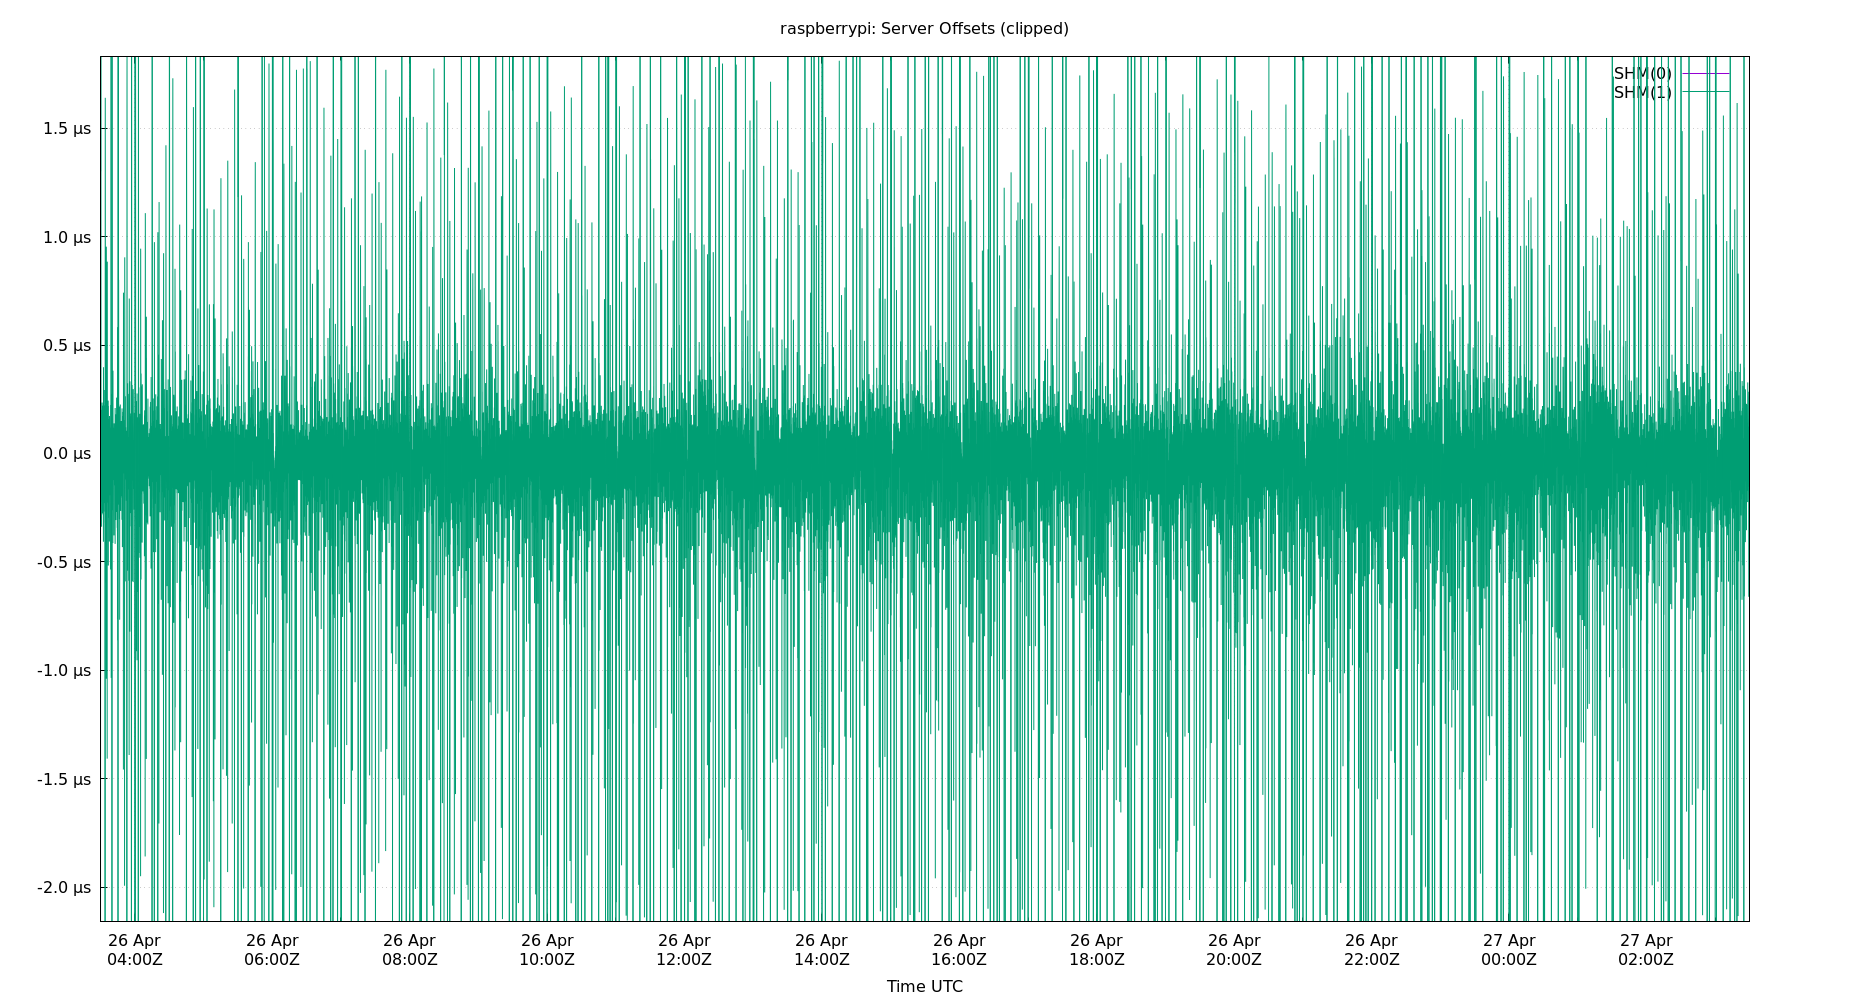 raspberrypi: Server Offsets (clipped)
SHM(0)
SHM(1)
1.5 µs
1.0 µs
0.5 µs
0.0 µs
-0.5 µs
-1.0 µs
-1.5 µs
-2.0 µs
26 Apr 26 Apr 26 Apr 26 Apr 26 Apr 26 Apr 26 Apr 26 Apr 26 Apr 26 Apr 27 Apr 27 Apr
04:00Z 06:00Z 08:00Z 10:00Z 12:00Z 14:00Z 16:00Z 18:00Z 20:00Z 22:00Z 00:00Z 02:00Z
Time UTC